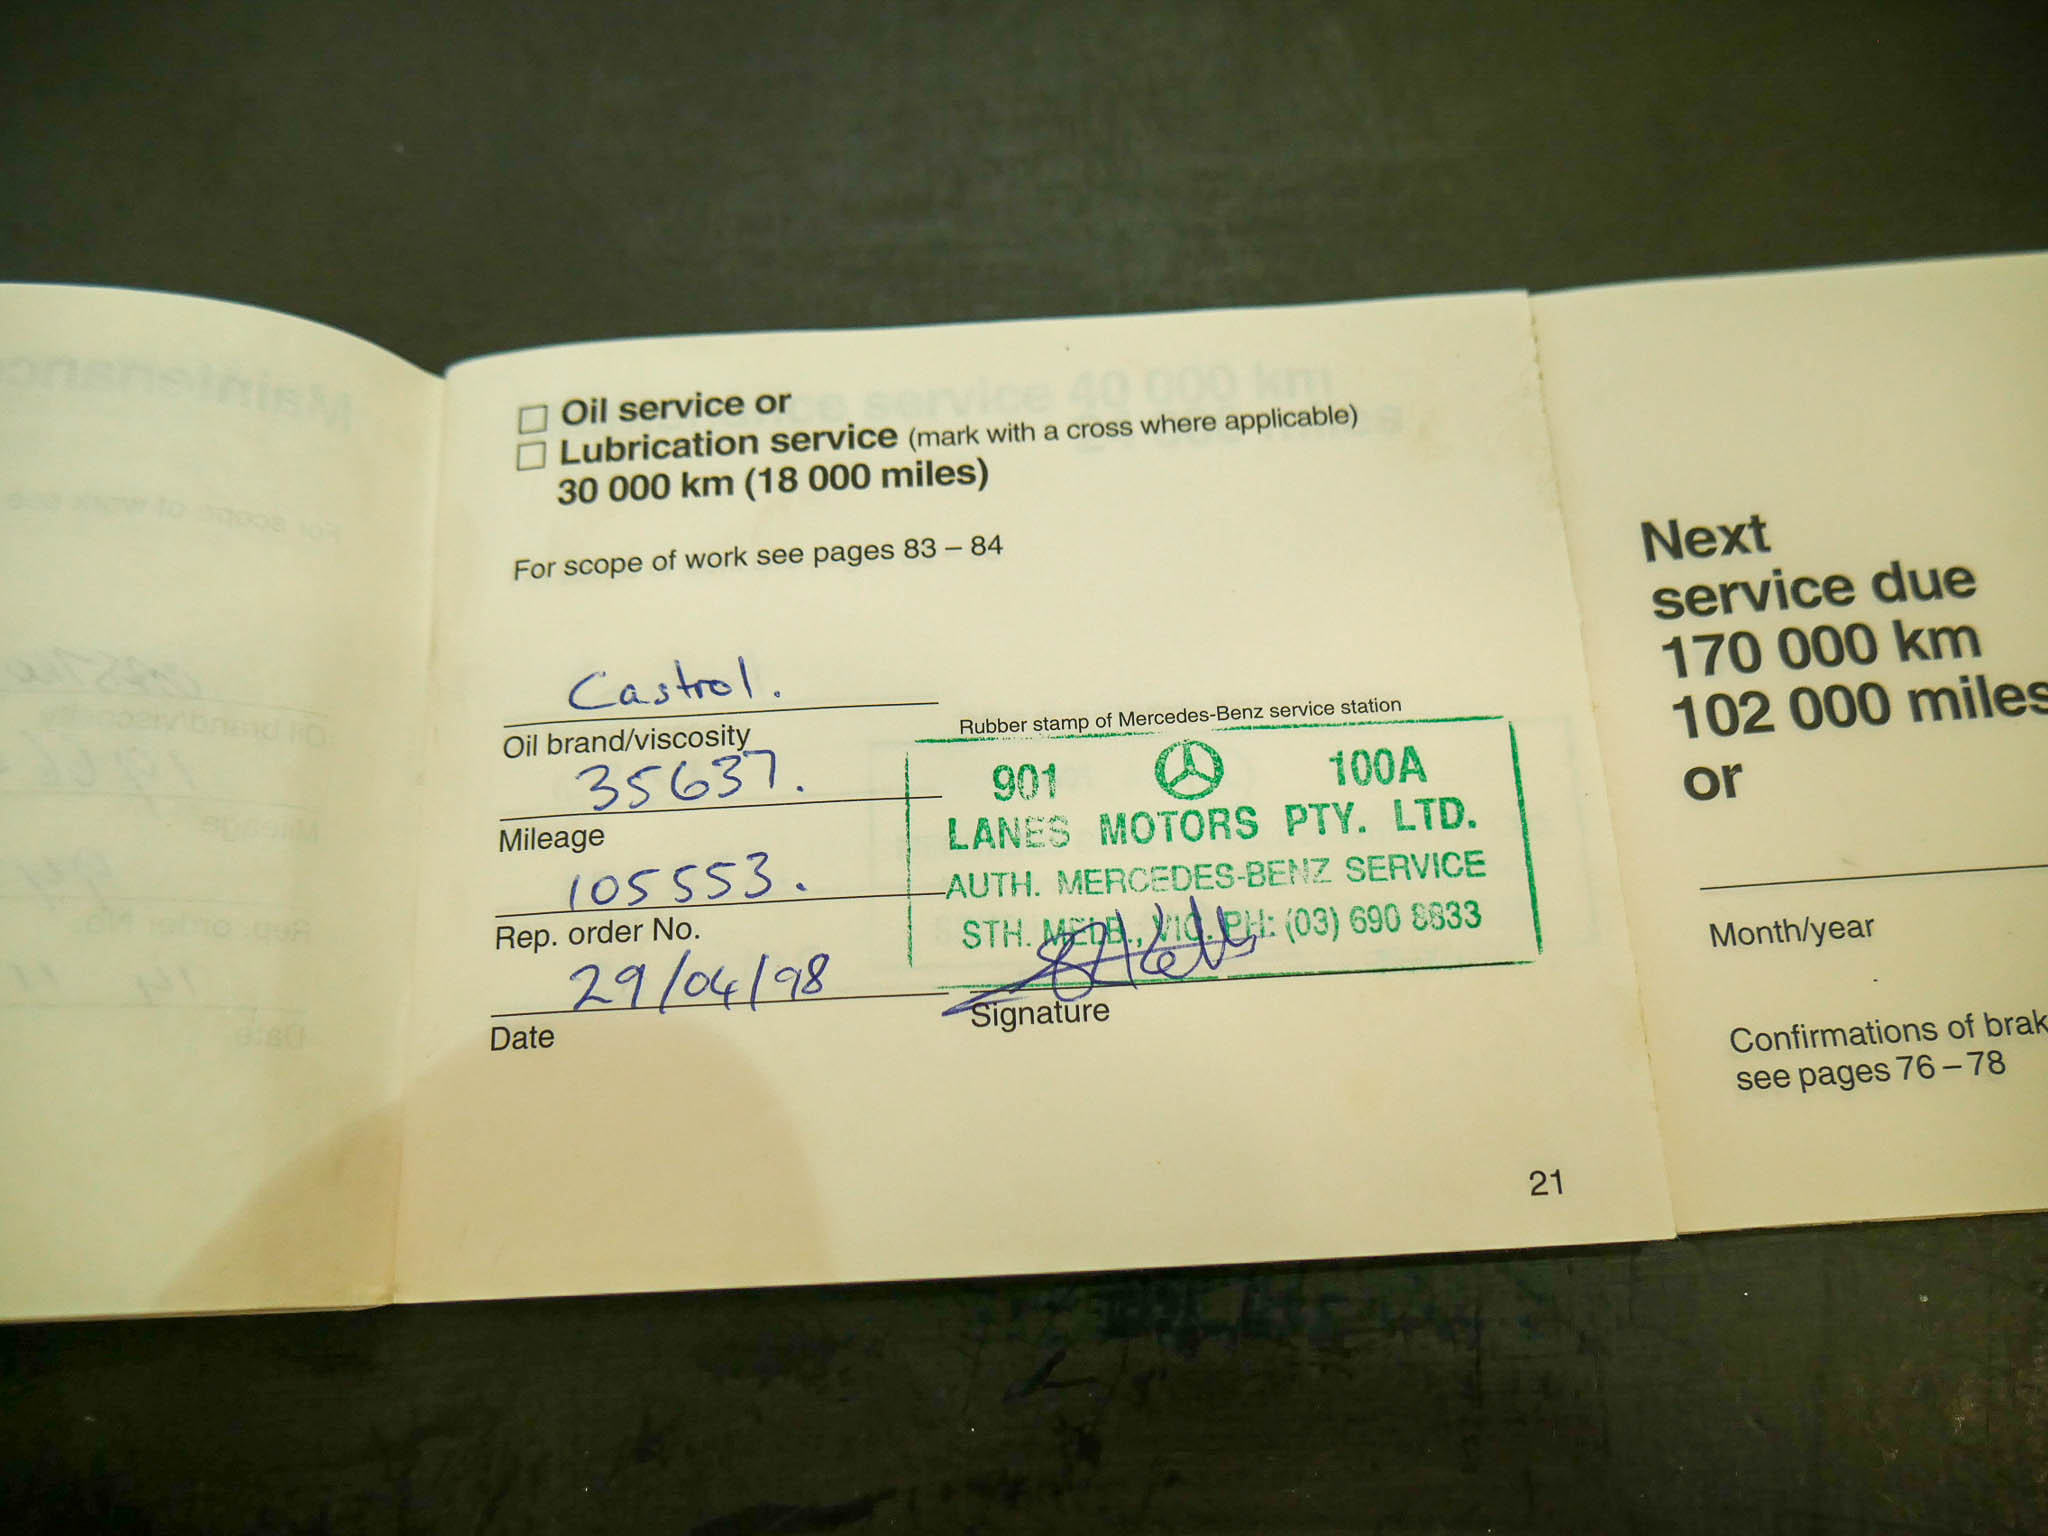 Oil service or
Lubrication service (mark with a cross where applicable)
30 000 km (18 000 miles)
For scope of work see pages 83 – 84
Castrol.
Oil brand/viscosity
35637.
Mileage
105553.
Rep. order No.
29/04/98
Date
Rubber stamp of Mercedes-Benz service station
901 100A
LANES MOTORS PTY. LTD.
AUTH. MERCEDES-BENZ SERVICE
STH. MELB., VIC. PH: (03) 690 8833
Signature
21
Next
service due
170 000 km
102 000 miles
or
Month/year
Confirmations of brak
see pages 76 – 78